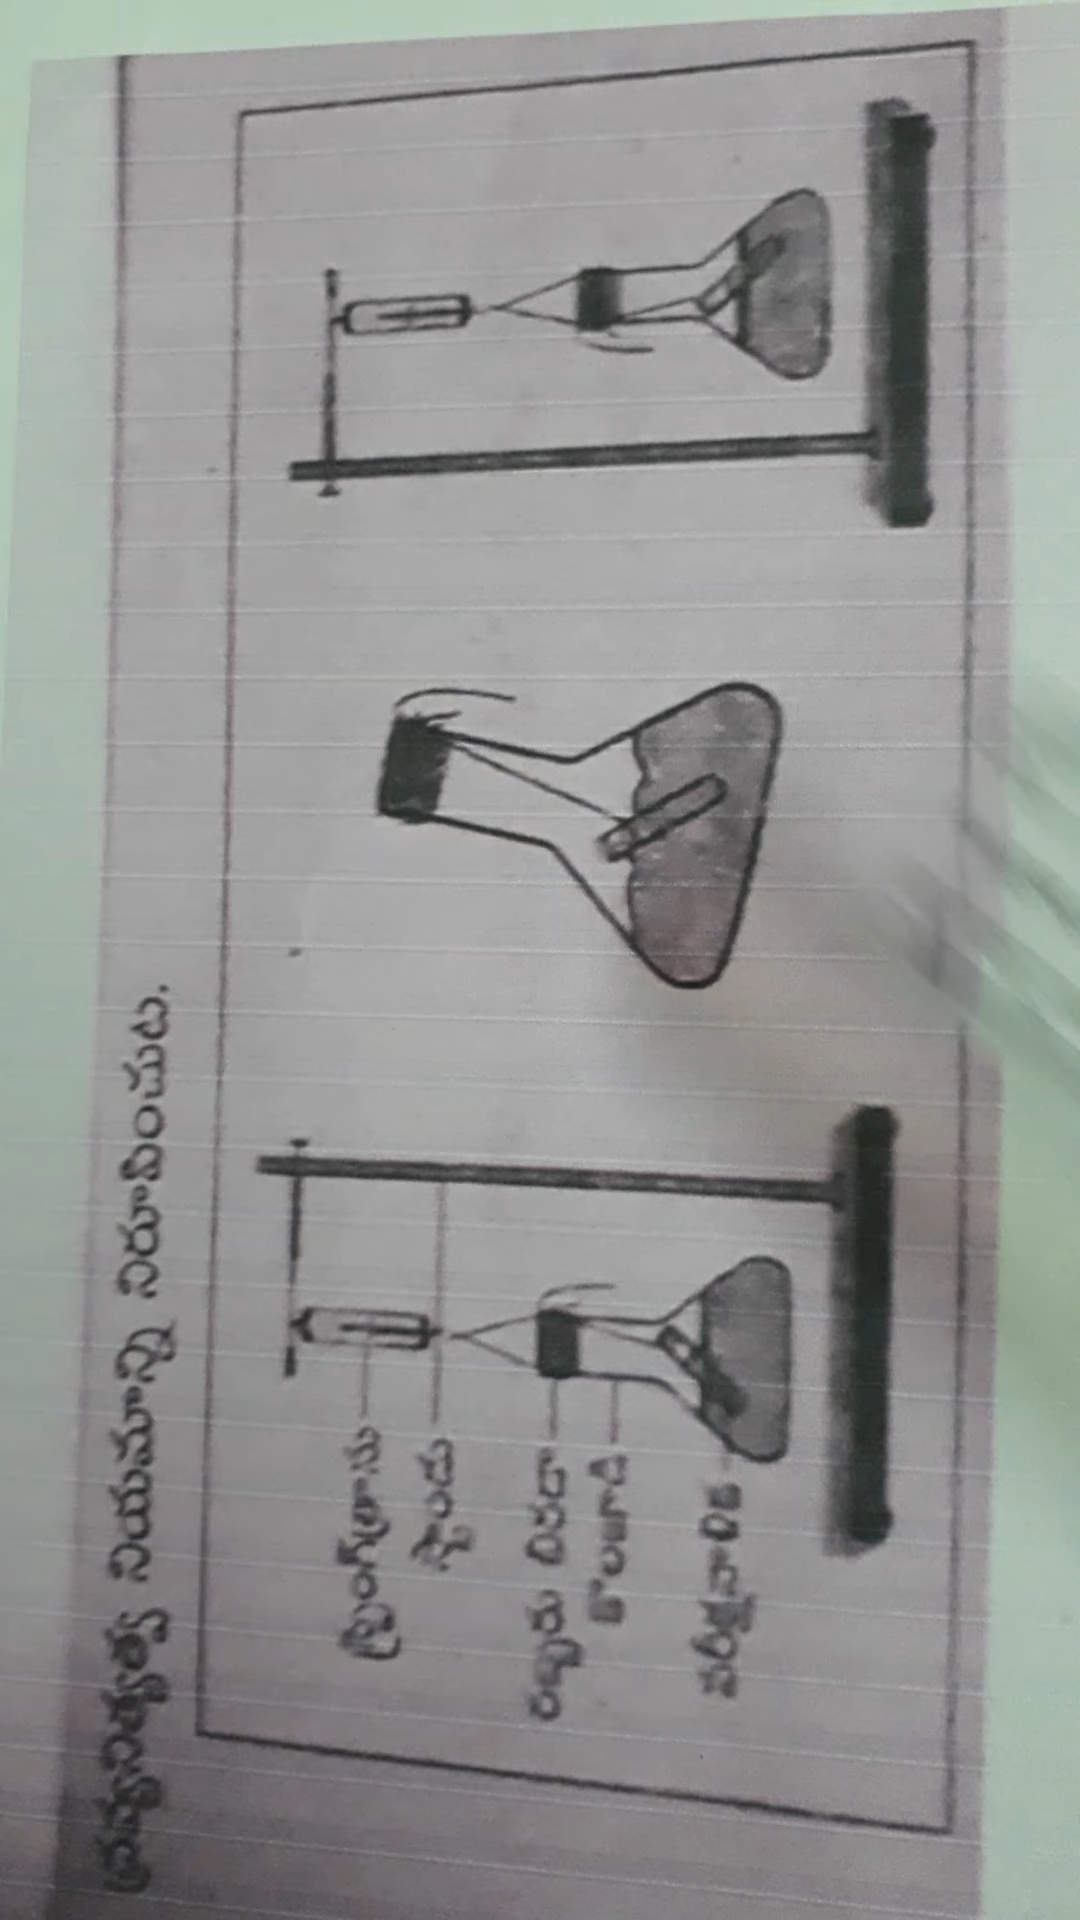 ద్రవ్యనిత్యత్వ నియమాన్ని నిరూపించుట.
స్ప్రింగ్‌త్రాసు
స్టాండు
రబ్బరు బిరడా
కొంజాది
పరీక్షనాళిక